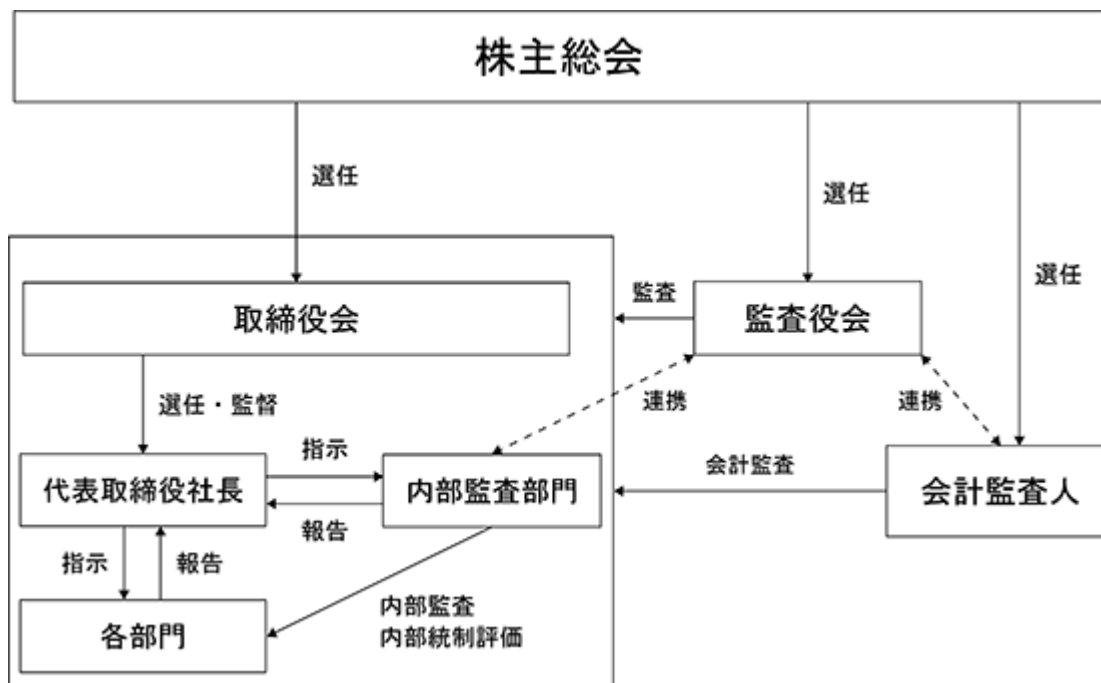 株主総会
選任
選任
選任
取締役会
監査
監査役会
選任・監督
連携
連携
代表取締役社長
指示
報告
内部監査部門
会計監査
会計監査人
指示
報告
各部門
内部監査
内部統制評価